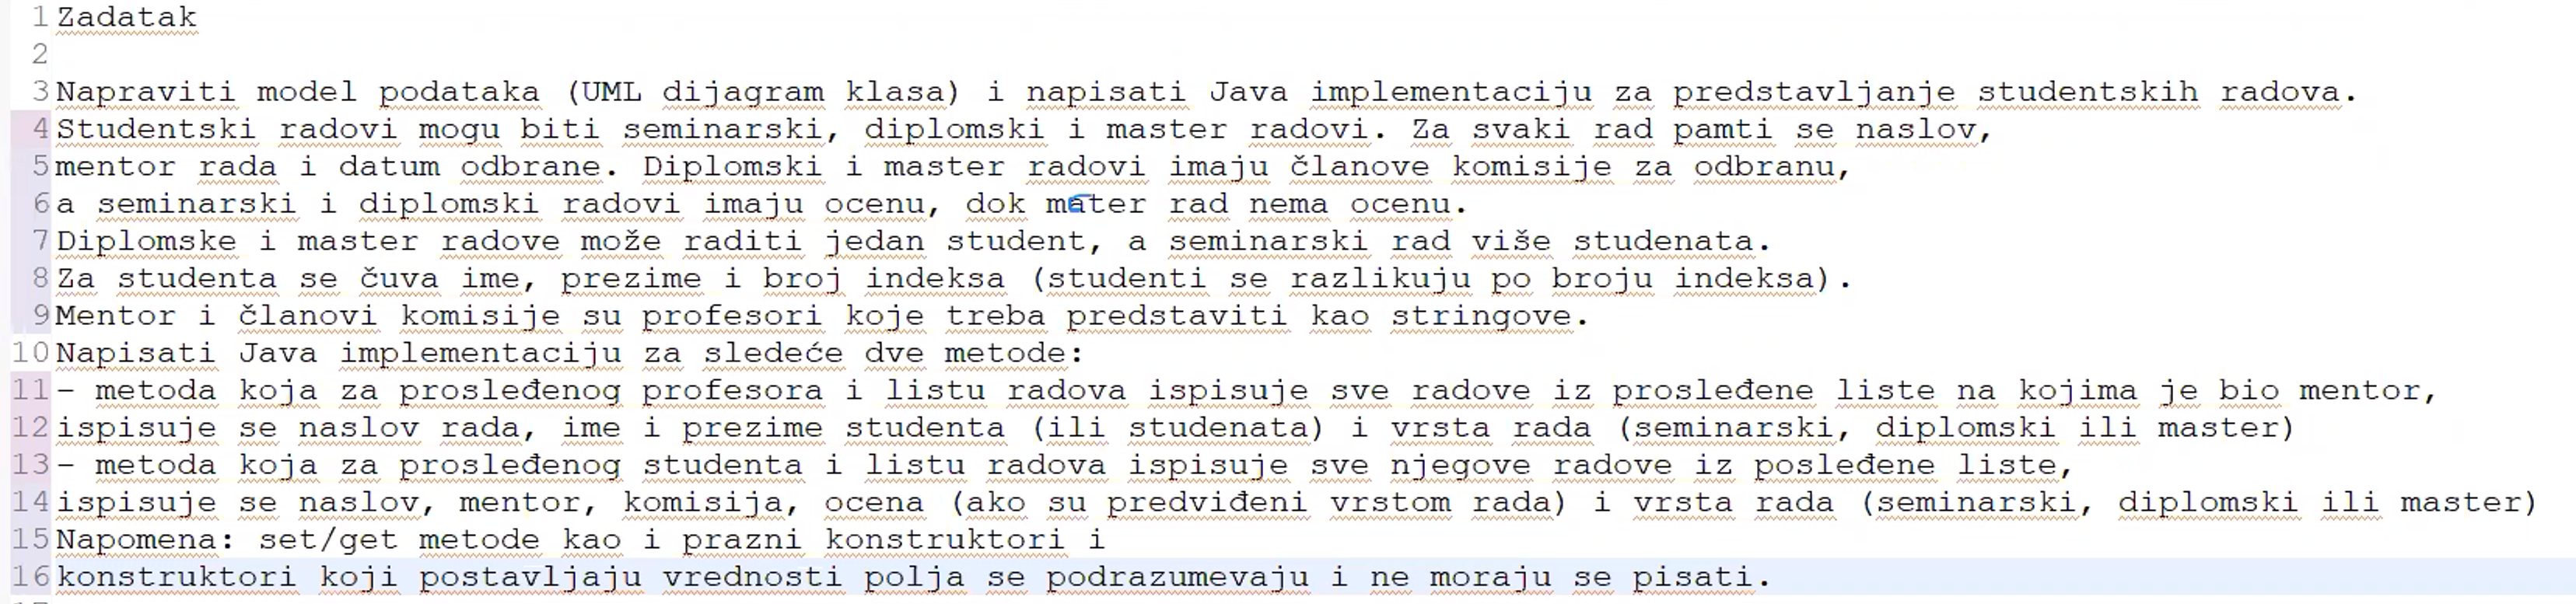 1 Zadatak
2
3 Napraviti model podataka (UML dijagram klasa) i napisati Java implementaciju za predstavljanje studentskih radova.
4 Studentski radovi mogu biti seminarski, diplomski i master radovi. Za svaki rad pamti se naslov,
5 mentor rada i datum odbrane. Diplomski i master radovi imaju članove komisije za odbranu,
6 a seminarski i diplomski radovi imaju ocenu, dok mater rad nema ocenu.
7 Diplomske i master radove može raditi jedan student, a seminarski rad više studenata.
8 Za studenta se čuva ime, prezime i broj indeksa (studenti se razlikuju po broju indeksa).
9 Mentor i članovi komisije su profesori koje treba predstaviti kao stringove.
10 Napisati Java implementaciju za sledeće dve metode:
11 - metoda koja za prosleđenog profesora i listu radova ispisuje sve radove iz prosleđene liste na kojima je bio mentor,
12 ispisuje se naslov rada, ime i prezime studenta (ili studenata) i vrsta rada (seminarski, diplomski ili master)
13 - metoda koja za prosleđenog studenta i listu radova ispisuje sve njegove radove iz posleđene liste,
14 ispisuje se naslov, mentor, komisija, ocena (ako su predviđeni vrstom rada) i vrsta rada (seminarski, diplomski ili master)
15 Napomena: set/get metode kao i prazni konstruktori i
16 konstruktori koji postavljaju vrednosti polja se podrazumevaju i ne moraju se pisati.